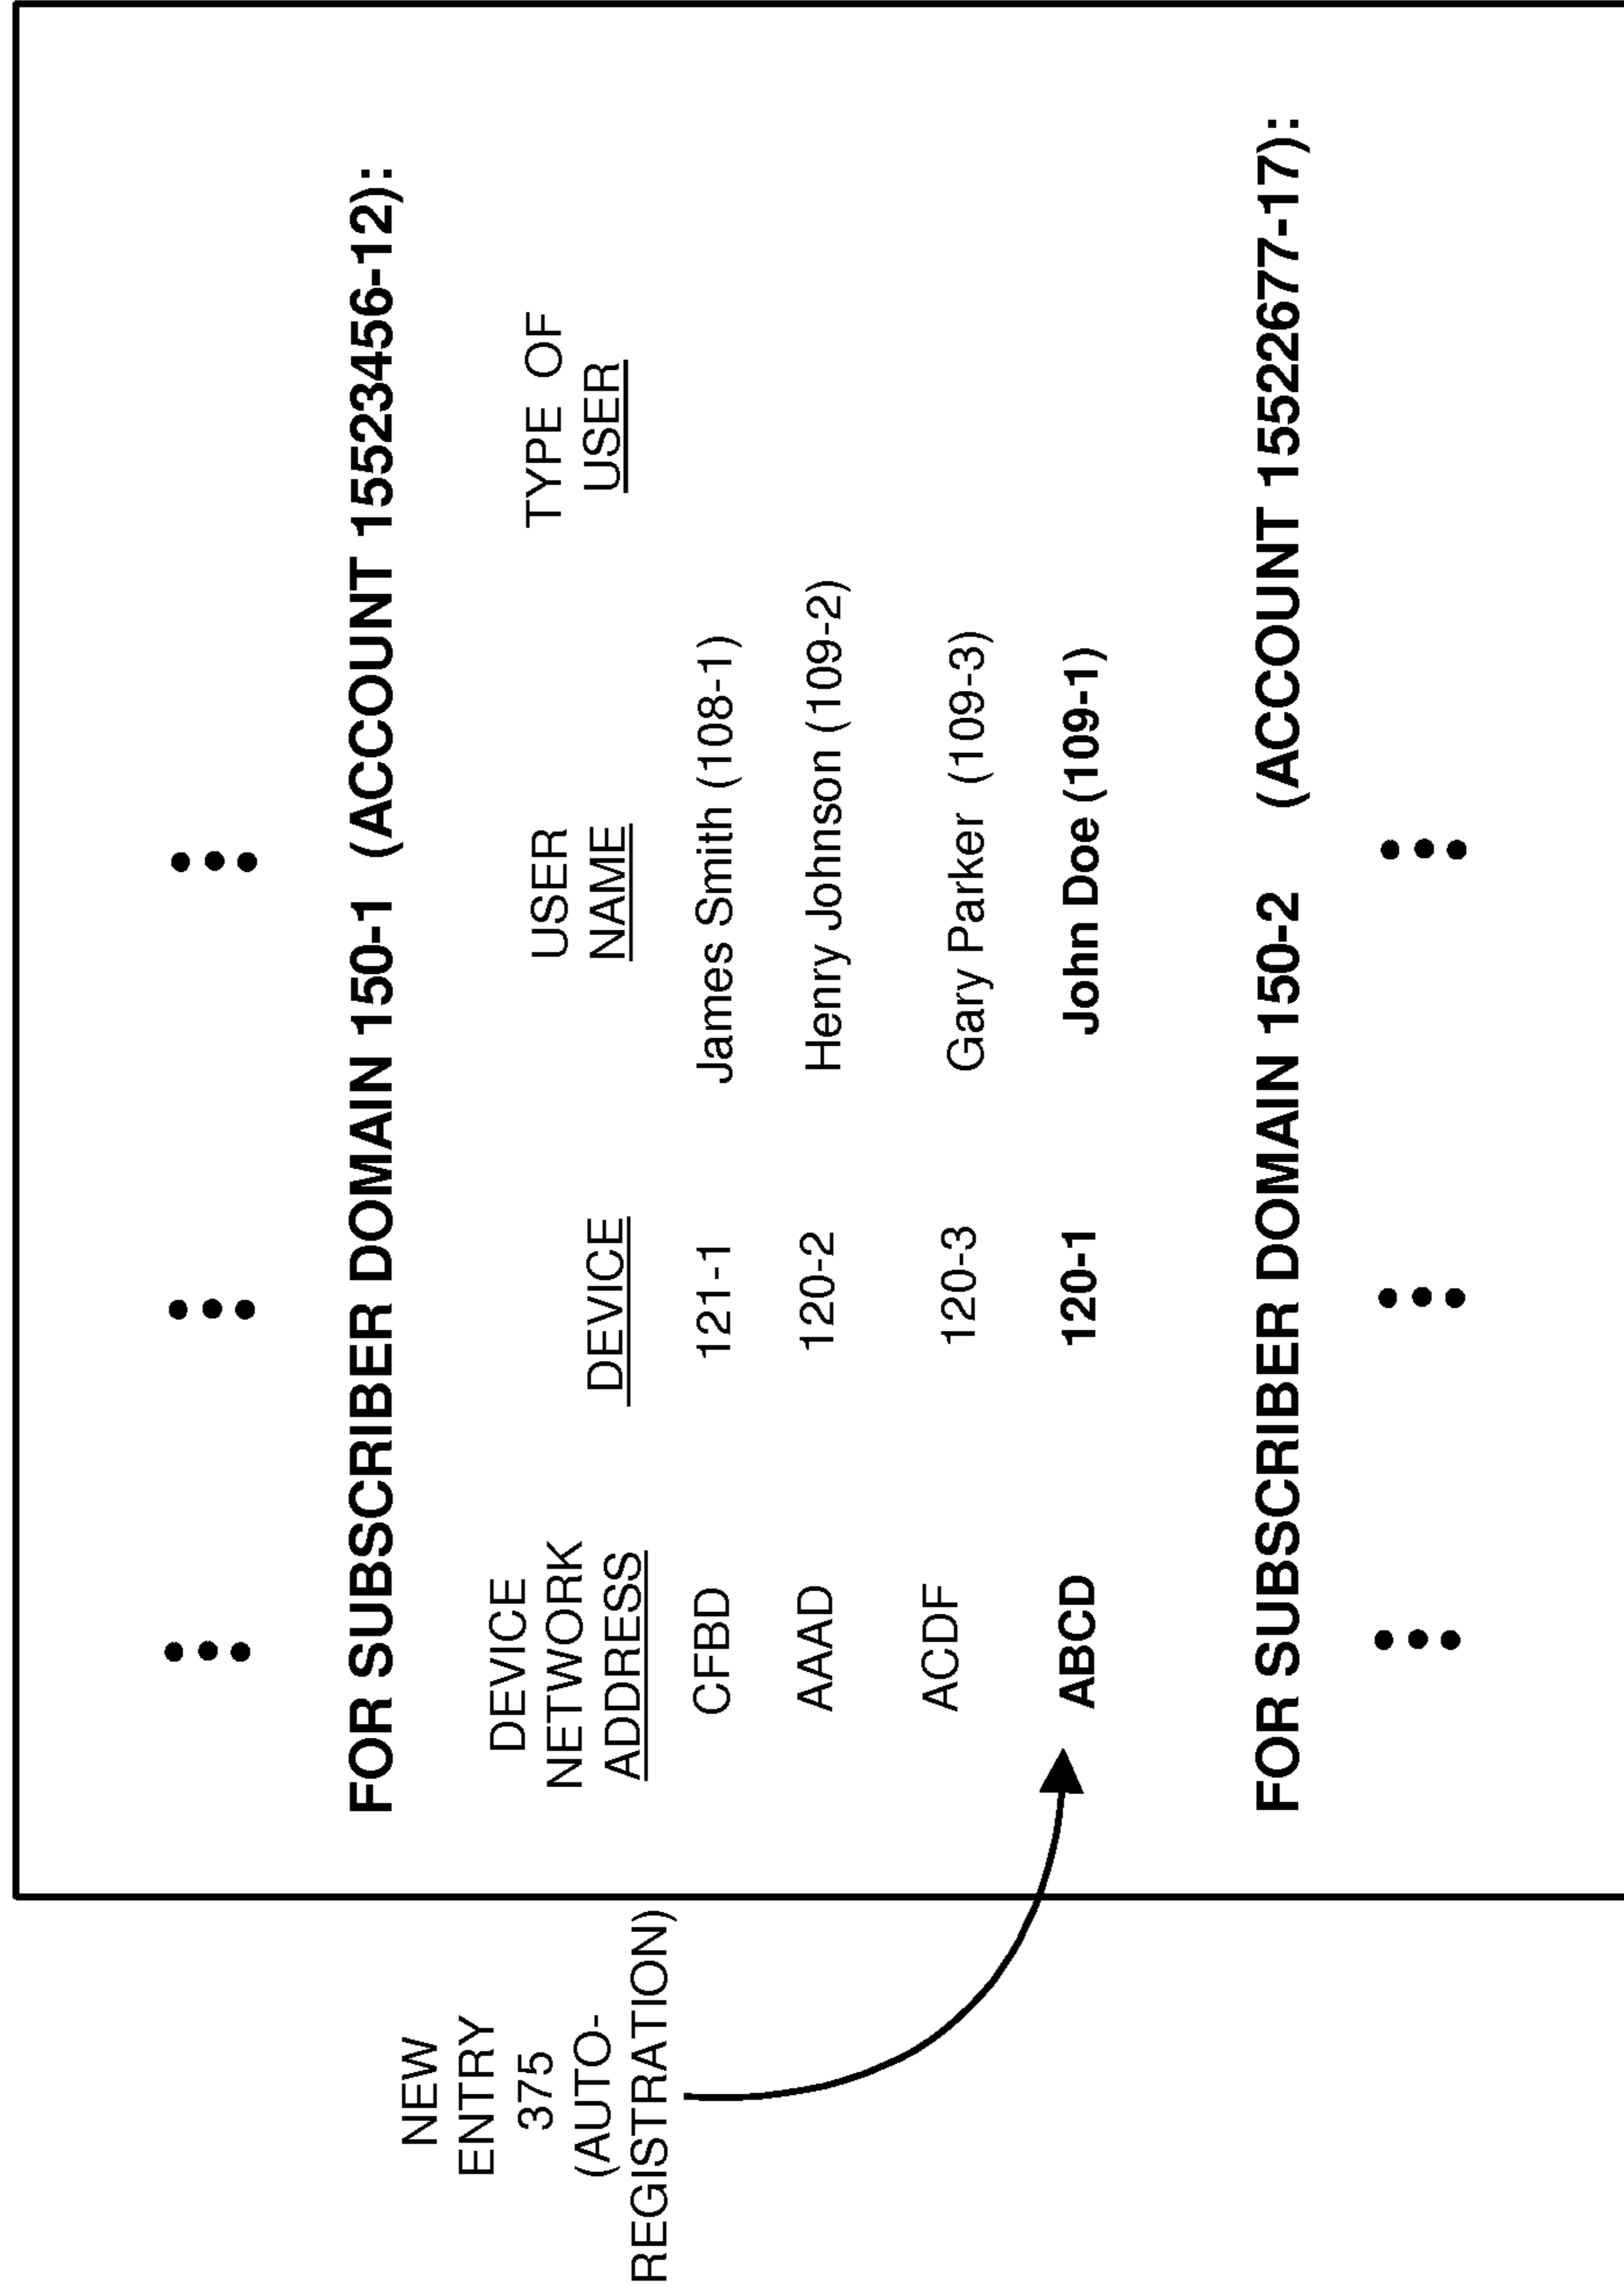 NEW
ENTRY
375
(AUTO-
REGISTRATION)
FOR SUBSCRIBER DOMAIN 150-1 (ACCOUNT 15523456-12):
DEVICE
NETWORK
ADDRESS
DEVICE
USER
NAME
TYPE OF
USER
CFBD 121-1 James Smith (108-1)
AAAD 120-2 Henry Johnson (109-2)
ACDF 120-3 Gary Parker (109-3)
ABCD 120-1 John Doe (109-1)
FOR SUBSCRIBER DOMAIN 150-2 (ACCOUNT 15522677-17):